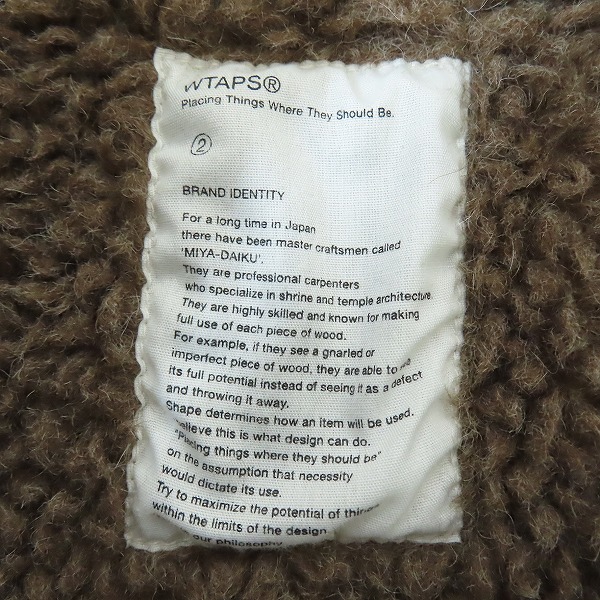 WTAPS®
Placing Things Where They Should Be.
②
BRAND IDENTITY
For a long time in Japan
there have been master craftsmen called
'MIYA-DAIKU'.
They are professional carpenters
who specialize in shrine and temple architecture.
They are highly skilled and known for making
full use of each piece of wood.
For example, if they see a gnarled or
imperfect piece of wood, they are able to
its full potential instead of seeing it as a defect
and throwing it away.
Shape determines how an item will be used.
believe this is what design can do.
"Placing things where they should be"
on the assumption that necessity
would dictate its use.
Try to maximize the potential of things
within the limits of the design
our philosophy